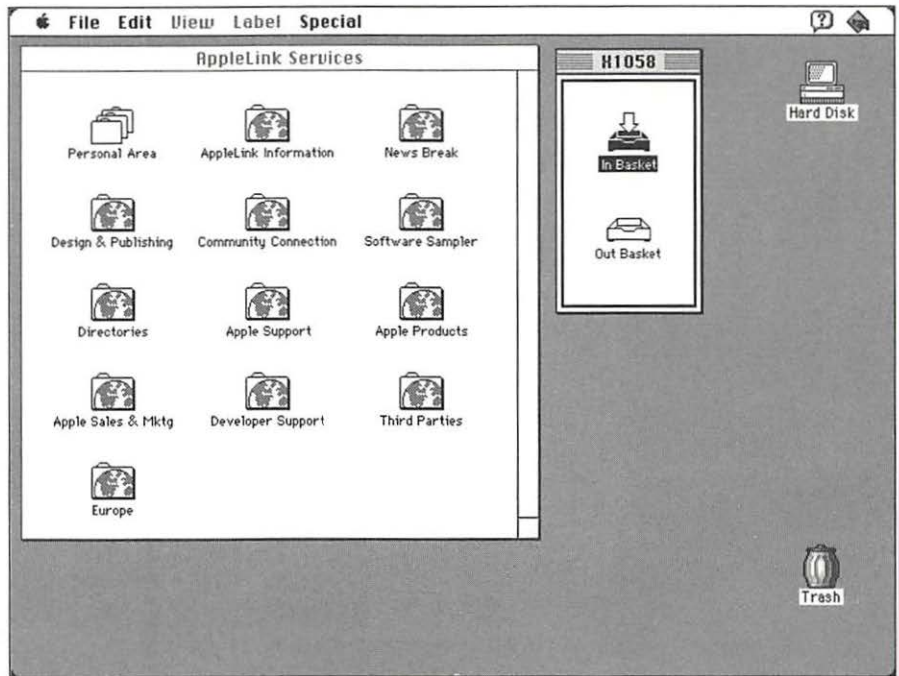 File Edit View Label Special
?
AppleLink Services
Personal Area AppleLink Information News Break
Design & Publishing Community Connection Software Sampler
Directories Apple Support Apple Products
Apple Sales & Mktg Developer Support Third Parties
Europe
X1058
In Basket
Out Basket
Hard Disk
Trash